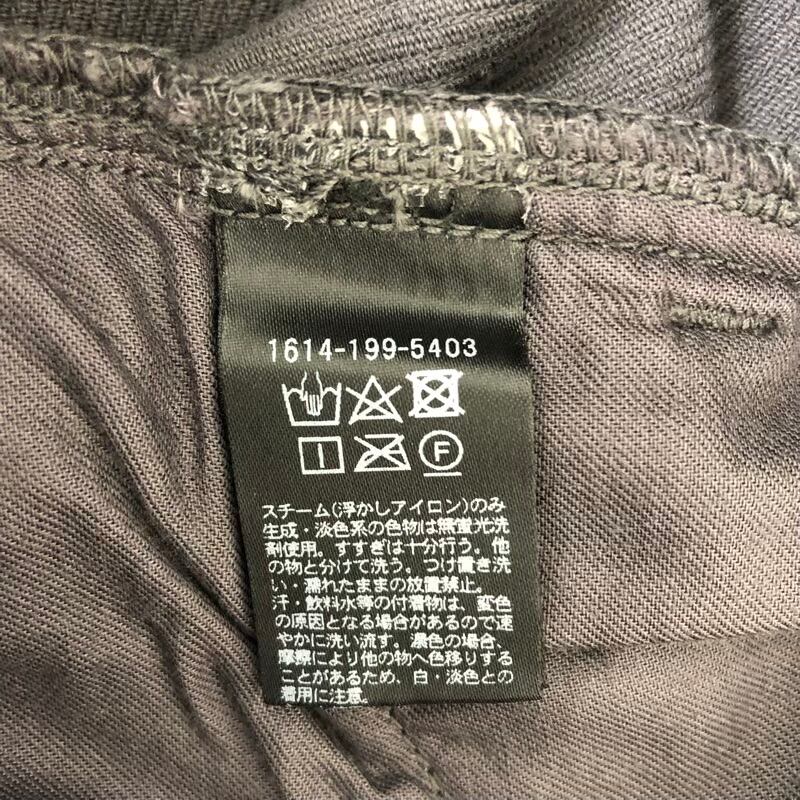 1614-199-5403
F
スチーム(浮かしアイロン)のみ
生成・淡色系の色物は無蛍光洗
剤使用。すすぎは十分行う。他
の物と分けて洗う。つけ置き洗
い・濡れたままの放置禁止。
汗・飲料水等の付着物は、変色
の原因となる場合があるので速
やかに洗い流す。濃色の場合、
摩擦により他の物へ色移りする
ことがあるため、白・淡色との
着用に注意。